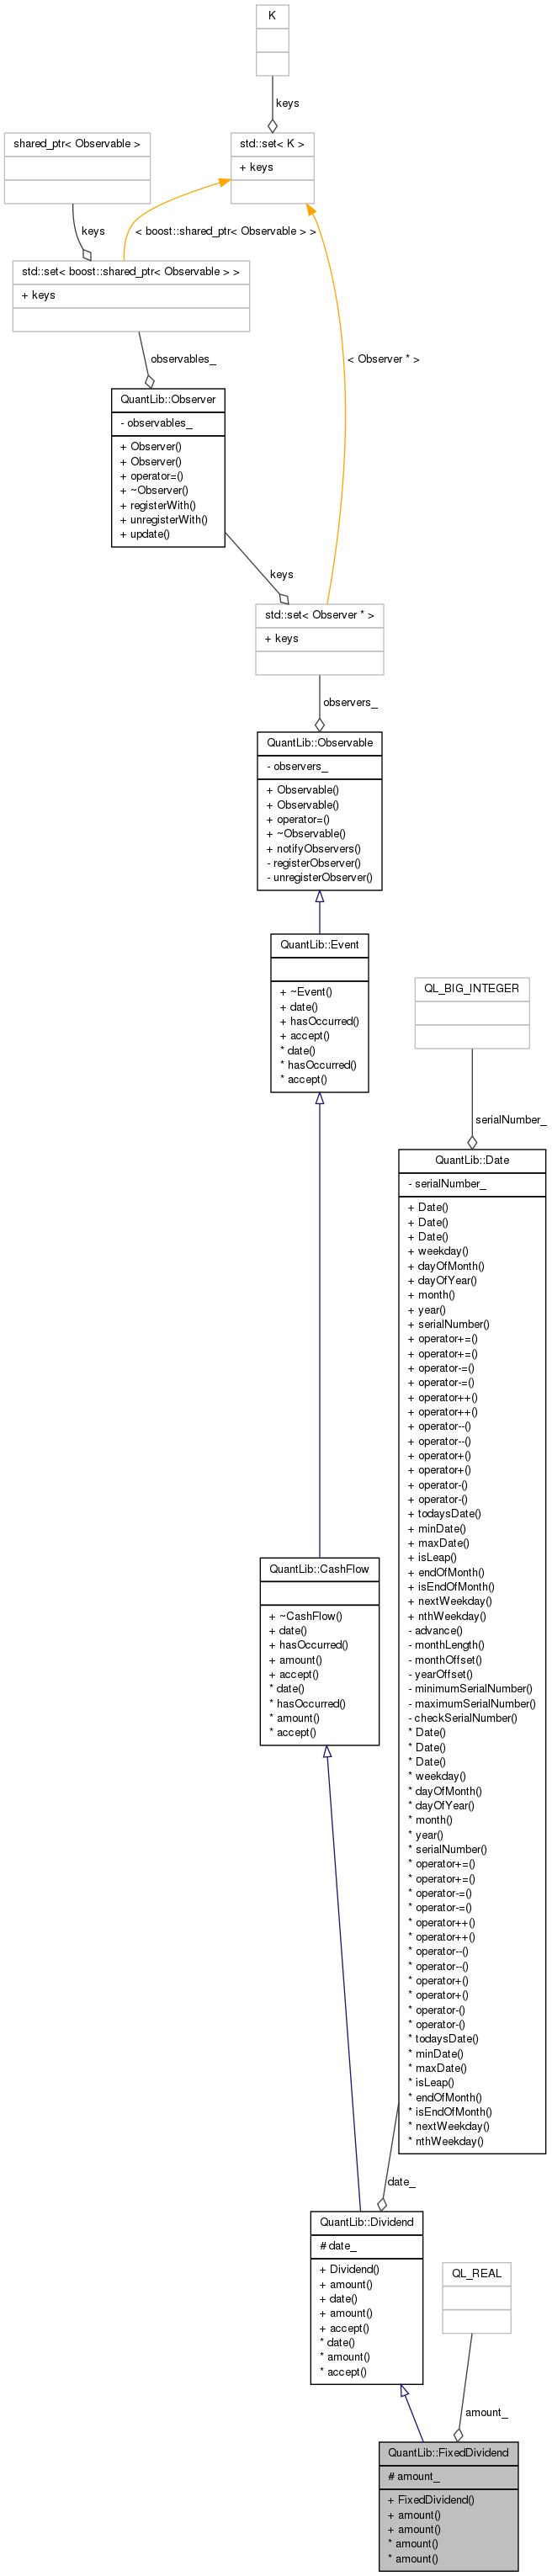 K
keys
shared_ptr< Observable >
std::set< K >
+ keys
keys
< boost::shared_ptr< Observable > >
std::set< boost::shared_ptr< Observable > >
+ keys
observables_
< Observer * >
QuantLib::Observer
- observables_
+ Observer()
+ Observer()
+ operator=()
+ ~Observer()
+ registerWith()
+ unregisterWith()
+ update()
keys
std::set< Observer * >
+ keys
observers_
QuantLib::Observable
- observers_
+ Observable()
+ Observable()
+ operator=()
+ ~Observable()
+ notifyObservers()
- registerObserver()
- unregisterObserver()
QuantLib::Event
+ ~Event()
+ date()
+ hasOccurred()
+ accept()
* date()
* hasOccurred()
* accept()
QL_BIG_INTEGER
serialNumber_
QuantLib::Date
- serialNumber_
+ Date()
+ Date()
+ Date()
+ weekday()
+ dayOfMonth()
+ dayOfYear()
+ month()
+ year()
+ serialNumber()
+ operator+=()
+ operator+=()
+ operator-=()
+ operator-=()
+ operator++()
+ operator++()
+ operator--()
+ operator--()
+ operator+()
+ operator+()
+ operator-()
+ operator-()
+ todaysDate()
+ minDate()
+ maxDate()
+ isLeap()
+ endOfMonth()
+ isEndOfMonth()
+ nextWeekday()
+ nthWeekday()
- advance()
- monthLength()
- monthOffset()
- yearOffset()
- minimumSerialNumber()
- maximumSerialNumber()
- checkSerialNumber()
* Date()
* Date()
* Date()
* weekday()
* dayOfMonth()
* dayOfYear()
* month()
* year()
* serialNumber()
* operator+=()
* operator+=()
* operator-=()
* operator-=()
* operator++()
* operator++()
* operator--()
* operator--()
* operator+()
* operator+()
* operator-()
* operator-()
* todaysDate()
* minDate()
* maxDate()
* isLeap()
* endOfMonth()
* isEndOfMonth()
* nextWeekday()
* nthWeekday()
QuantLib::CashFlow
+ ~CashFlow()
+ date()
+ hasOccurred()
+ amount()
+ accept()
* date()
* hasOccurred()
* amount()
* accept()
date_
QuantLib::Dividend
# date_
+ Dividend()
+ amount()
+ date()
+ amount()
+ accept()
* date()
* amount()
* accept()
QL_REAL
amount_
QuantLib::FixedDividend
# amount_
+ FixedDividend()
+ amount()
+ amount()
* amount()
* amount()